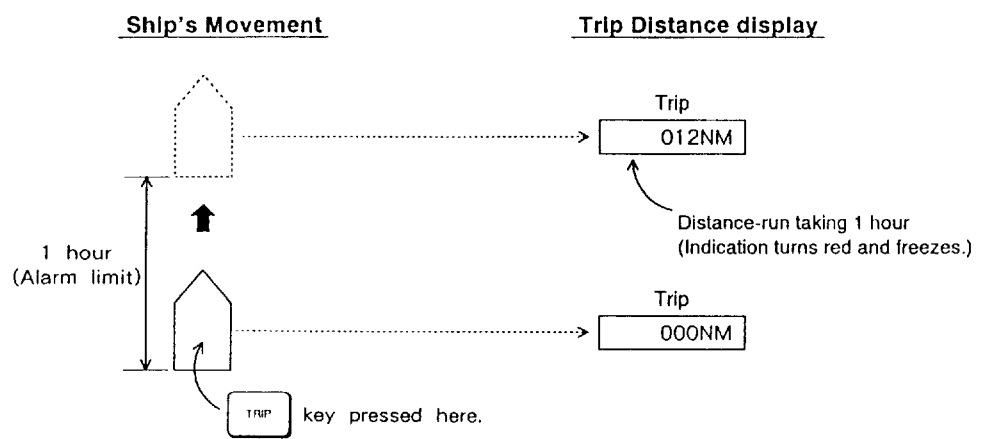 Ship's Movement
Trip Distance display
Trip
012NM
Distance-run taking 1 hour
(Indication turns red and freezes.)
1 hour
(Alarm limit)
Trip
000NM
TRIP key pressed here.